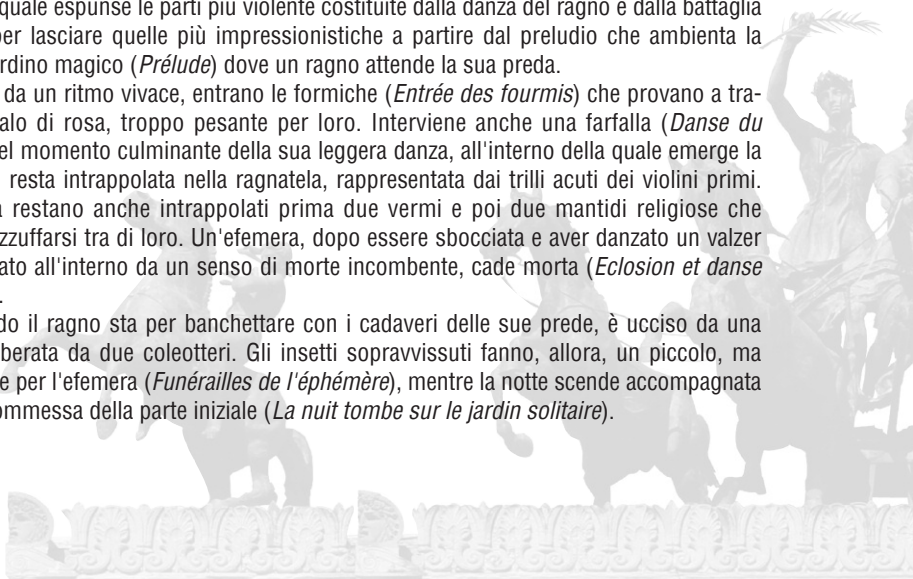 quale espunse le parti più violente costituite dalla danza del ragno e dalla battaglia
per lasciare quelle più impressionistiche a partire dal preludio che ambienta la
rdino magico (Prélude) dove un ragno attende la sua preda.
da un ritmo vivace, entrano le formiche (Entrée des fourmis) che provano a tra-
alo di rosa, troppo pesante per loro. Interviene anche una farfalla (Danse du
el momento culminante della sua leggera danza, all'interno della quale emerge la
resta intrappolata nella ragnatela, rappresentata dai trilli acuti dei violini primi.
a restano anche intrappolati prima due vermi e poi due mantidi religiose che
zzuffarsi tra di loro. Un'efemera, dopo essere sbocciata e aver danzato un valzer
ato all'interno da un senso di morte incombente, cade morta (Eclosion et danse
.
do il ragno sta per banchettare con i cadaveri delle sue prede, è ucciso da una
berata da due coleotteri. Gli insetti sopravvissuti fanno, allora, un piccolo, ma
e per l'efemera (Funérailles de l'éphémère), mentre la notte scende accompagnata
ommessa della parte iniziale (La nuit tombe sur le jardin solitaire).